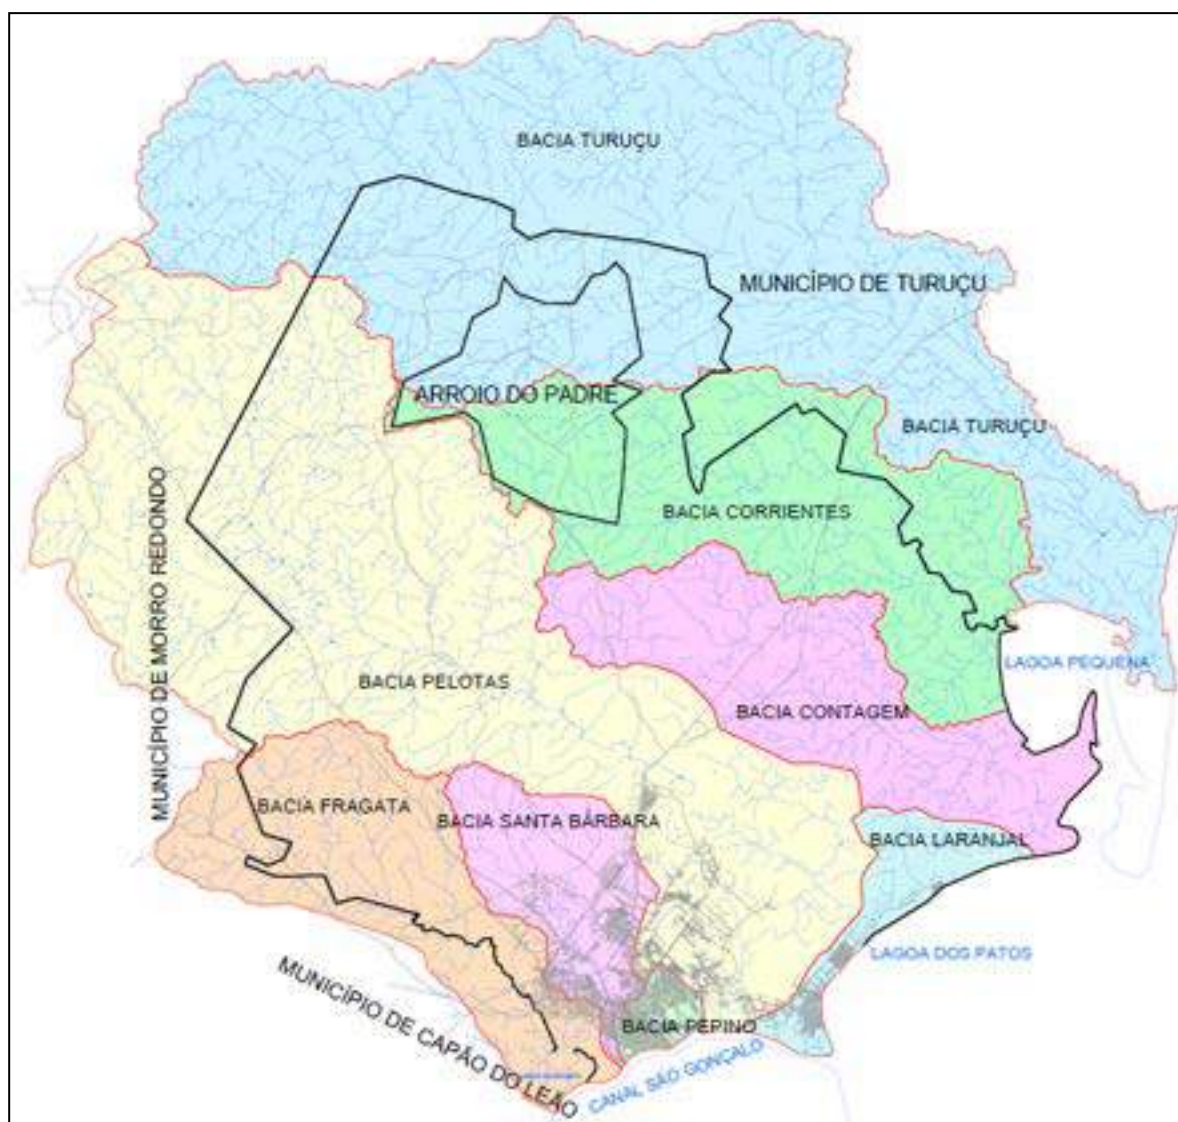 BACIA TURUÇU
MUNICÍPIO DE TURUÇU
ARROIO DO PADRE
BACIA TURUÇU
BACIA CORRIENTES
MUNICÍPIO DE MORRO REDONDO
LAGOA PEQUENA
BACIA PELOTAS
BACIA CONTAGEM
BACIA FRAGATA
BACIA SANTA BÁRBARA
BACIA LARANJAL
LAGOA DOS PATOS
MUNICÍPIO DE CAPÃO DO LEÃO
BACIA PEPINO
CANAL SÃO GONÇALO